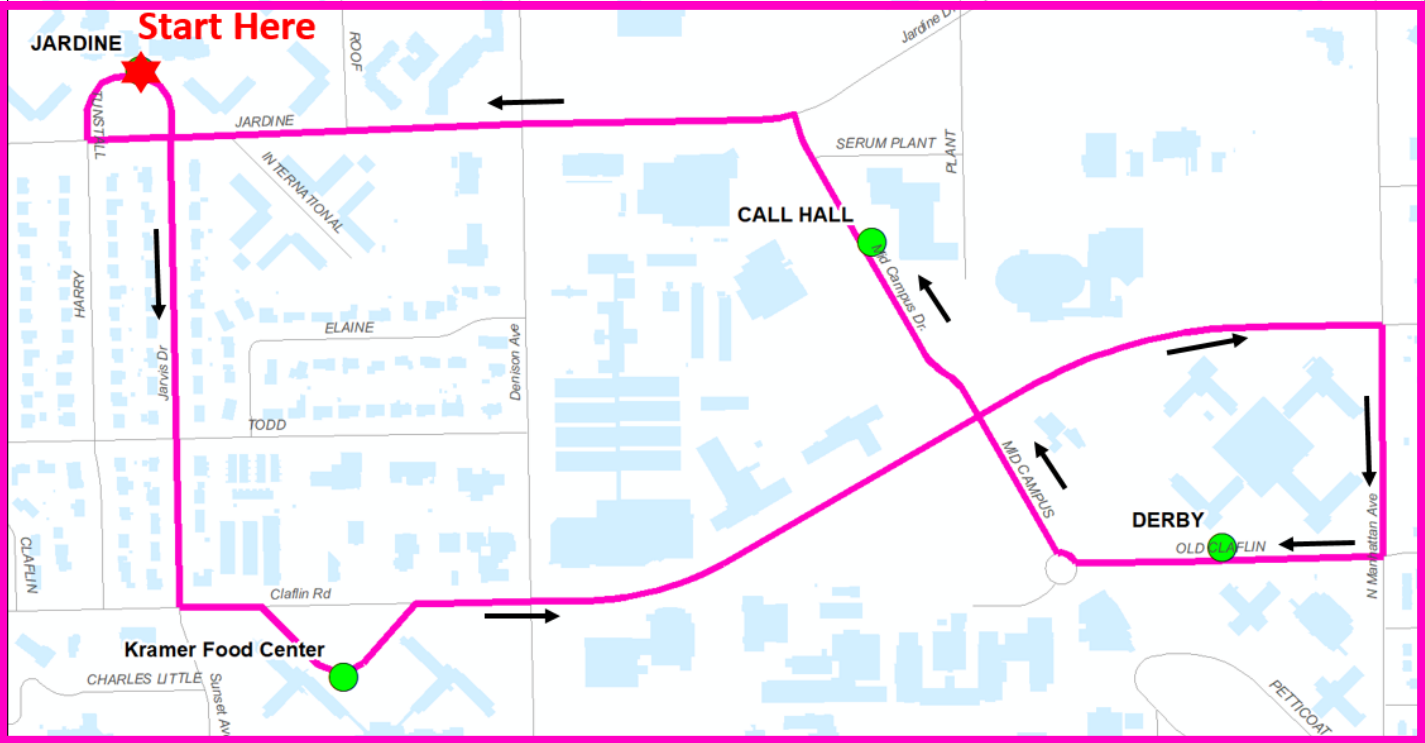 Start Here
JARDINE
ROOF
Jardine Dr
TUNSTALL
JARDINE
SERUM PLANT
PLANT
INTERNATIONAL
CALL HALL
Mid Campus Dr.
HARRY
ELAINE
Jarvis Dr
Denison Ave
TODD
MID CAMPUS
N Manhattan Ave
DERBY
OLD CLAFLIN
CLAFLIN
Claflin Rd
Kramer Food Center
CHARLES LITTLE
Sunset Av
PETTICOAT